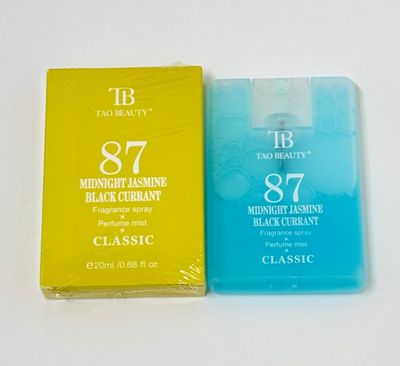 TB
TAO BEAUTY®
87
MIDNIGHT JASMINE
BLACK CURRANT
Fragrance spray
×
Perfume mist
×
CLASSIC
℮20ml/0.68 fl oz
TB
TAO BEAUTY®
87
MIDNIGHT JASMINE
BLACK CURRANT
Fragrance spray
×
Perfume mist
×
CLASSIC